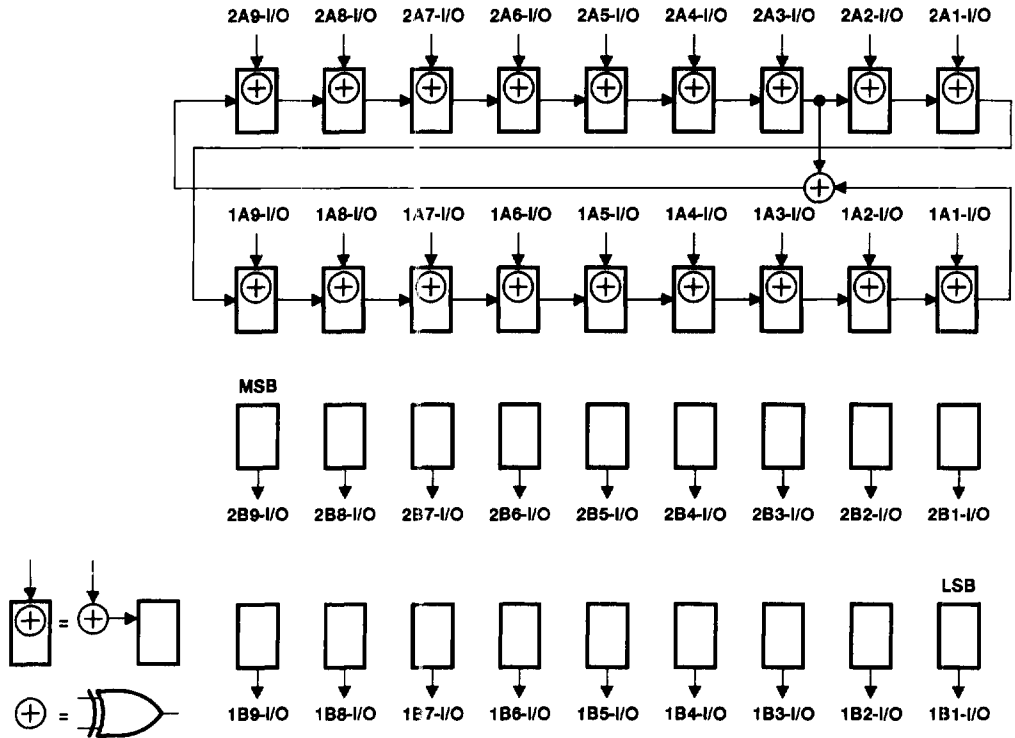 2A9-I/O 2A8-I/O 2A7-I/O 2A6-I/O 2A5-I/O 2A4-I/O 2A3-I/O 2A2-I/O 2A1-I/O
1A9-I/O 1A8-I/O 1A7-I/O 1A6-I/O 1A5-I/O 1A4-I/O 1A3-I/O 1A2-I/O 1A1-I/O
MSB
2B9-I/O 2B8-I/O 2B7-I/O 2B6-I/O 2B5-I/O 2B4-I/O 2B3-I/O 2B2-I/O 2B1-I/O
LSB
=
=
1B9-I/O 1B8-I/O 1B7-I/O 1B6-I/O 1B5-I/O 1B4-I/O 1B3-I/O 1B2-I/O 1B1-I/O